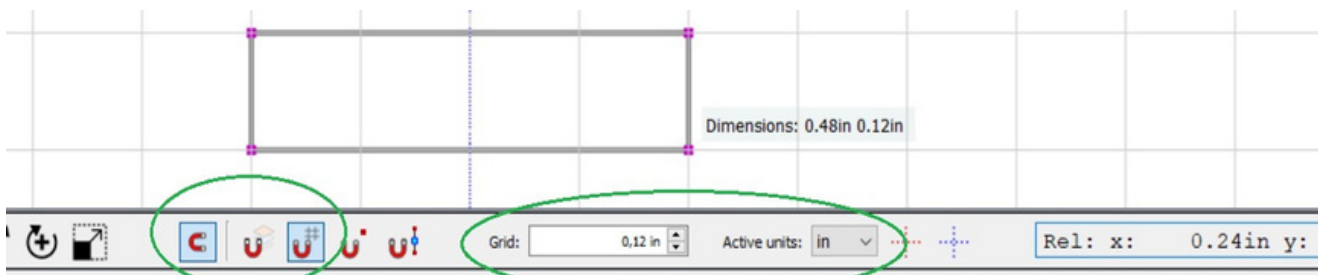 Dimensions: 0.48in 0.12in
Grid: 0,12 in Active units: in Rel: x: 0.24in y: